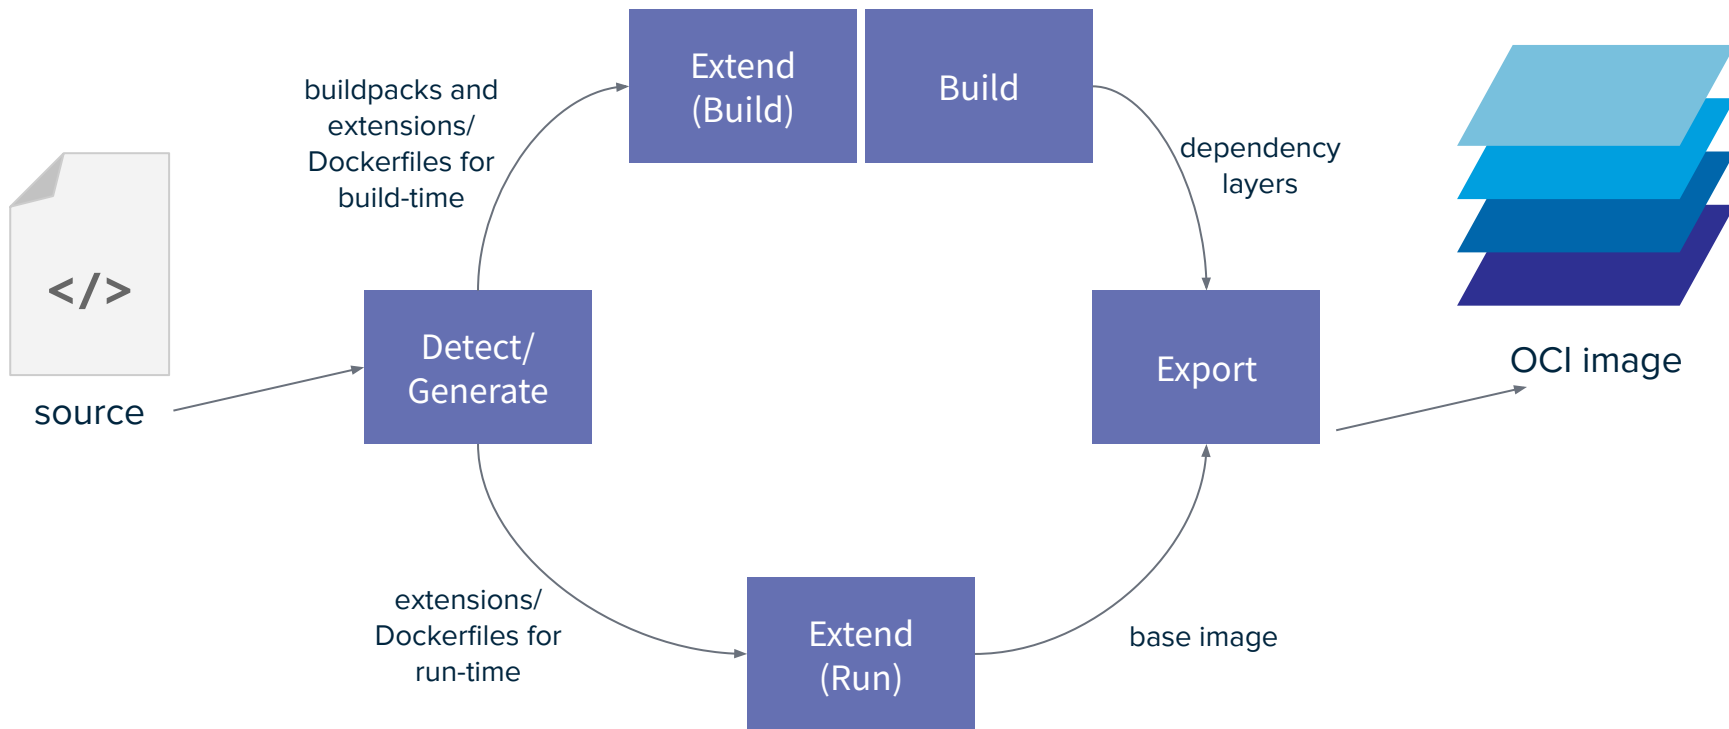 Extend
(Build)
Build
buildpacks and
extensions/
Dockerfiles for
build-time
dependency
layers
</>
source
Detect/
Generate
Export
OCI image
extensions/
Dockerfiles for
run-time
Extend
(Run)
base image